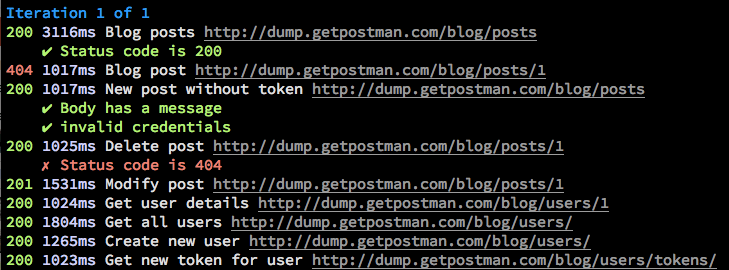 Iteration 1 of 1
200 3116ms Blog posts http://dump.getpostman.com/blog/posts
✔ Status code is 200
404 1017ms Blog post http://dump.getpostman.com/blog/posts/1
200 1017ms New post without token http://dump.getpostman.com/blog/posts
✔ Body has a message
✔ invalid credentials
200 1025ms Delete post http://dump.getpostman.com/blog/posts/1
✗ Status code is 404
201 1531ms Modify post http://dump.getpostman.com/blog/posts/1
200 1024ms Get user details http://dump.getpostman.com/blog/users/1
200 1804ms Get all users http://dump.getpostman.com/blog/users/
200 1265ms Create new user http://dump.getpostman.com/blog/users/
200 1023ms Get new token for user http://dump.getpostman.com/blog/users/tokens/